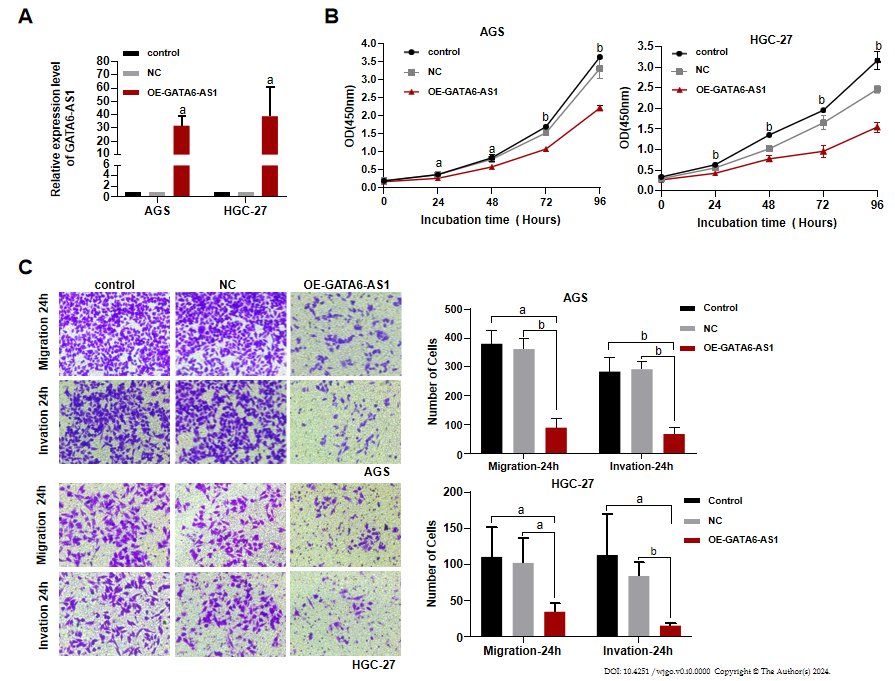 A
control
NC
OE-GATA6-AS1
Relative expression level
of GATA6-AS1
80
70
60
50
40
30
20
10
6
4
2
0
a
a
AGS
HGC-27
B
AGS
control
NC
OE-GATA6-AS1
OD(450nm)
4.0
3.5
3.0
2.5
2.0
1.5
1.0
0.5
0.0
a
a
b
b
0 24 48 72 96
Incubation time ( Hours)
HGC-27
control
NC
OE-GATA6-AS1
OD(450nm)
3.5
3.0
2.5
2.0
1.5
1.0
0.5
0.0
b
b
b
b
0 24 48 72 96
Incubation time ( Hours)
C
control NC OE-GATA6-AS1
Migration 24h
Invation 24h
AGS
Migration 24h
Invation 24h
HGC-27
AGS
Control
NC
OE-GATA6-AS1
Number of Cells
500
400
300
200
100
0
a
b
b
b
Migration-24h Invation-24h
HGC-27
Control
NC
OE-GATA6-AS1
Number of Cells
200
150
100
50
0
a
a
a
b
Migration-24h Invation-24h
DOI: 10.4251 / wjgo.v0.i0.0000 Copyright © The Author(s) 2024.